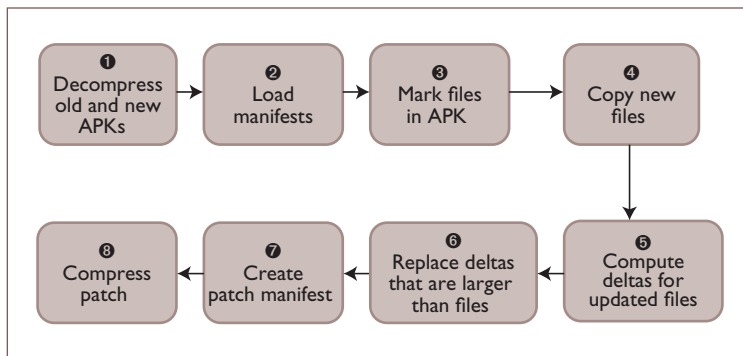 ❶
Decompress
old and new
APKs
❷
Load
manifests
❸
Mark files
in APK
❹
Copy new
files
❺
Compute
deltas for
updated files
❻
Replace deltas
that are larger
than files
❼
Create
patch manifest
❽
Compress
patch